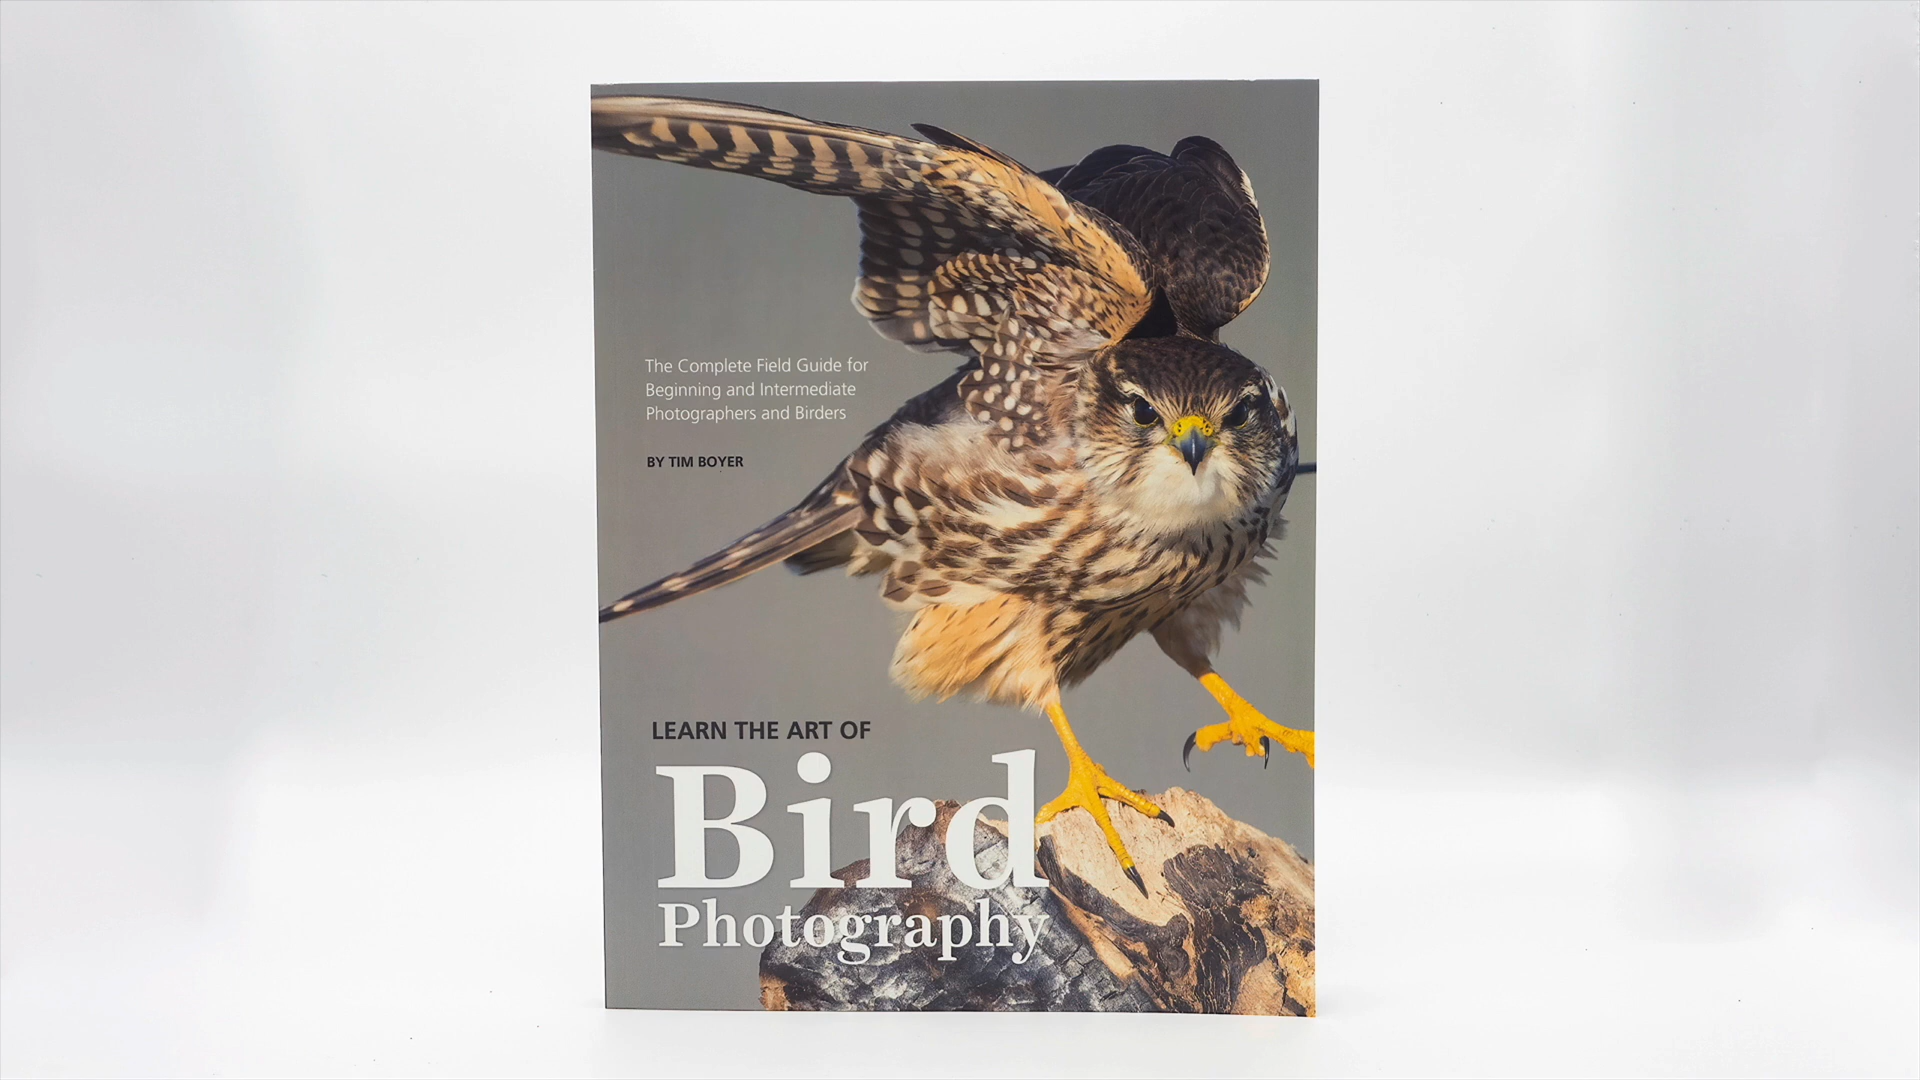 The Complete Field Guide for
Beginning and Intermediate
Photographers and Birders
BY TIM BOYER
LEARN THE ART OF
Bird
Photography